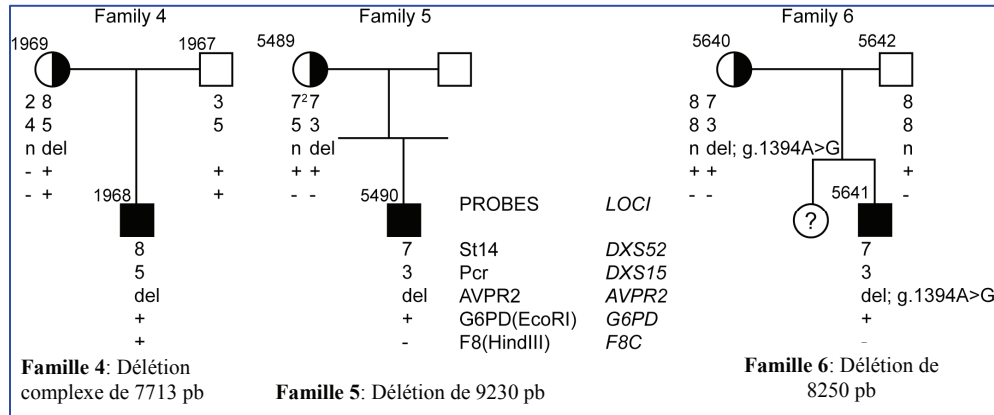 Family 4
Family 5
Family 6
1969 1967
5489
5640 5642
2 8 3
4 5 5
n del
- + +
- + +
7² 7
5 3
n del
+ +
- -
8 7 8
8 3 8
n del; g.1394A>G n
+ + +
- - -
1968
8
5
del
+
+
5490
7
3
del
+
-
PROBES LOCI
St14 DXS52
Pcr DXS15
AVPR2 AVPR2
G6PD(EcoRI) G6PD
F8(HindIII) F8C
?
5641
7
3
del; g.1394A>G
+
-
Famille 4: Délétion
complexe de 7713 pb
Famille 5: Délétion de 9230 pb
Famille 6: Délétion de
8250 pb